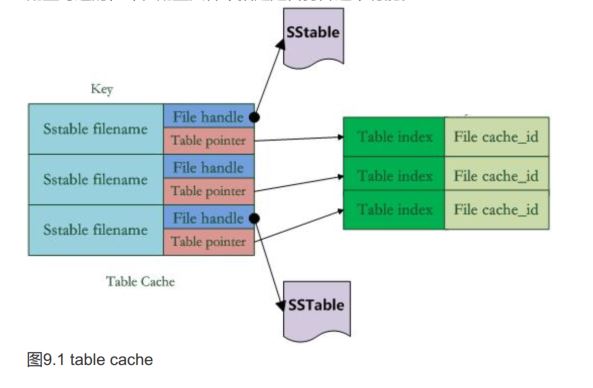 SStable
Key
Sstable filename
File handle
Table pointer
Table index
File cache_id
Sstable filename
File handle
Table pointer
Table index
File cache_id
Sstable filename
File handle
Table pointer
Table index
File cache_id
Table Cache
SSTable
图9.1 table cache